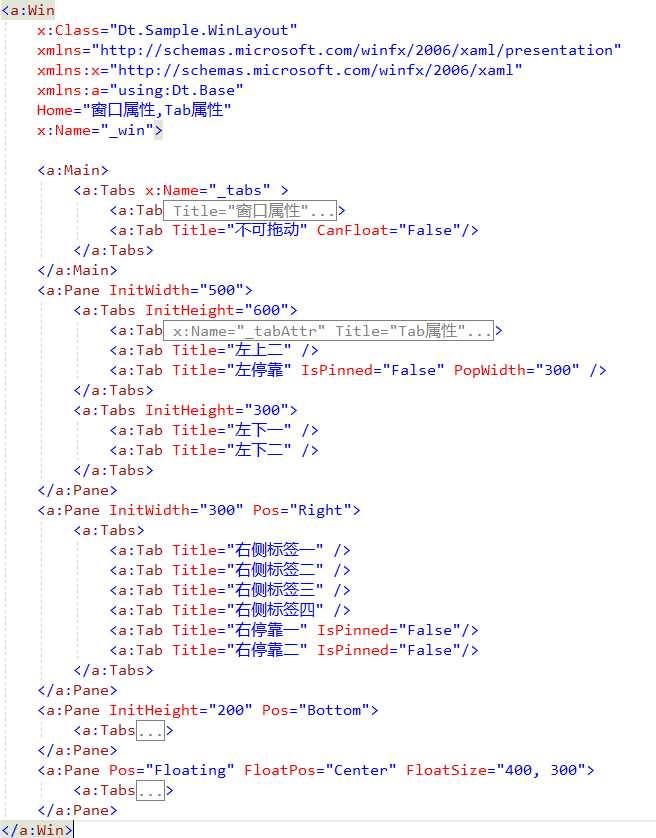 <a:Win
    x:Class="Dt.Sample.WinLayout"
    xmlns="http://schemas.microsoft.com/winfx/2006/xaml/presentation"
    xmlns:x="http://schemas.microsoft.com/winfx/2006/xaml"
    xmlns:a="using:Dt.Base"
    Home="窗口属性,Tab属性"
    x:Name="_win">

    <a:Main>
        <a:Tabs x:Name="_tabs" >
            <a:Tab Title="窗口属性"...>
            <a:Tab Title="不可拖动" CanFloat="False"/>
        </a:Tabs>
    </a:Main>
    <a:Pane InitWidth="500">
        <a:Tabs InitHeight="600">
            <a:Tab x:Name="_tabAttr" Title="Tab属性"...>
            <a:Tab Title="左上二" />
            <a:Tab Title="左停靠" IsPinned="False" PopWidth="300" />
        </a:Tabs>
        <a:Tabs InitHeight="300">
            <a:Tab Title="左下一" />
            <a:Tab Title="左下二" />
        </a:Tabs>
    </a:Pane>
    <a:Pane InitWidth="300" Pos="Right">
        <a:Tabs>
            <a:Tab Title="右侧标签一" />
            <a:Tab Title="右侧标签二" />
            <a:Tab Title="右侧标签三" />
            <a:Tab Title="右侧标签四" />
            <a:Tab Title="右停靠一" IsPinned="False"/>
            <a:Tab Title="右停靠二" IsPinned="False"/>
        </a:Tabs>
    </a:Pane>
    <a:Pane InitHeight="200" Pos="Bottom">
        <a:Tabs...>
    </a:Pane>
    <a:Pane Pos="Floating" FloatPos="Center" FloatSize="400, 300">
        <a:Tabs...>
    </a:Pane>
</a:Win>